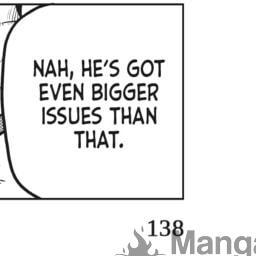 NAH, HE'S GOT
EVEN BIGGER
ISSUES THAN
THAT.
138
Manga